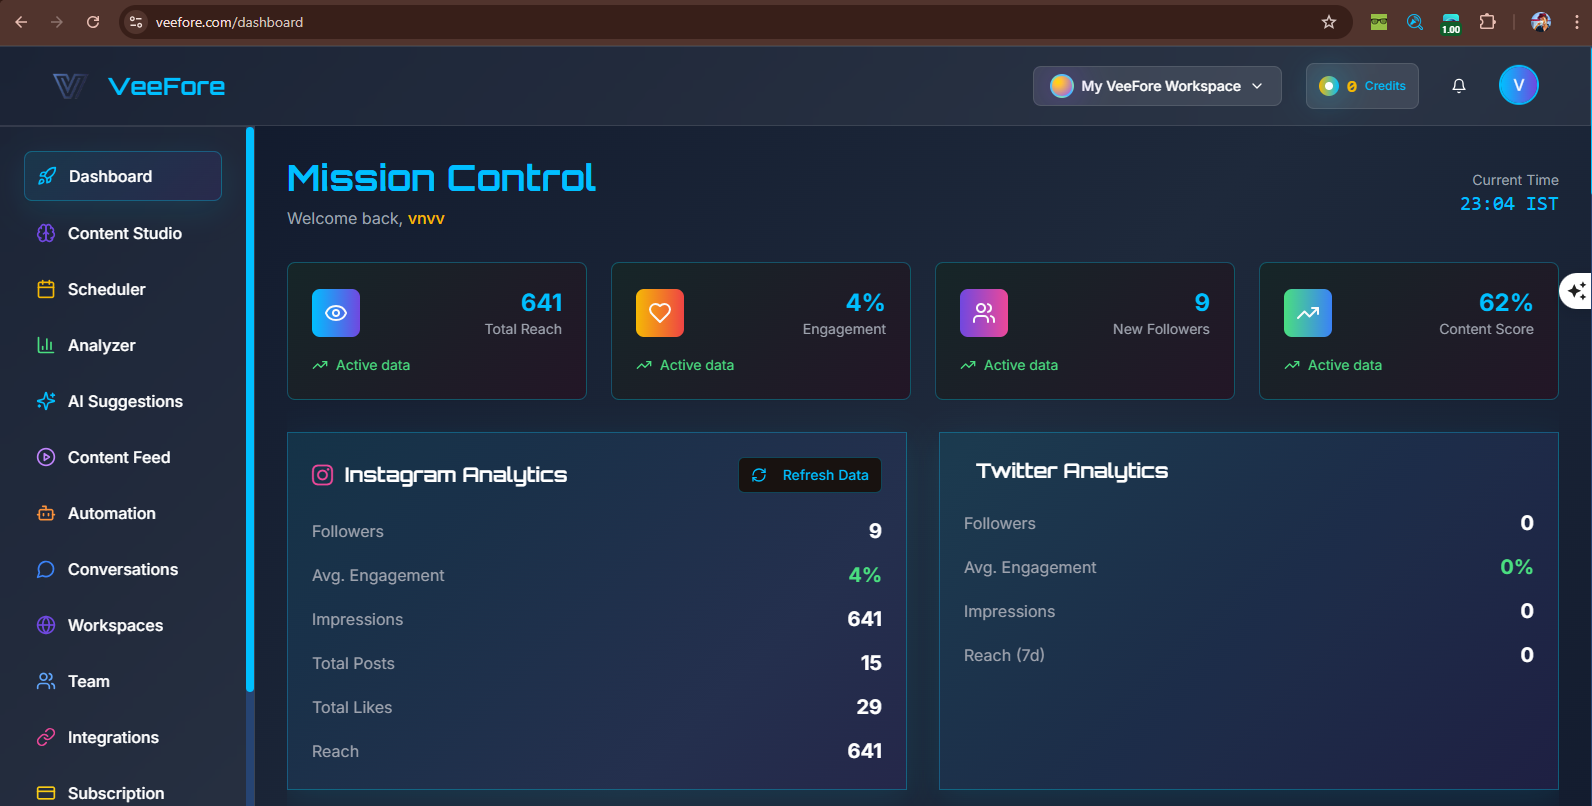 veefore.com/dashboard
1.00
VeeFore
My VeeFore Workspace
0 Credits
V
Dashboard
Content Studio
Scheduler
Analyzer
AI Suggestions
Content Feed
Automation
Conversations
Workspaces
Team
Integrations
Subscription
Mission Control
Welcome back, vnvv
Current Time
23:04 IST
641
Total Reach
Active data
4%
Engagement
Active data
9
New Followers
Active data
62%
Content Score
Active data
Instagram Analytics
Refresh Data
Followers 9
Avg. Engagement 4%
Impressions 641
Total Posts 15
Total Likes 29
Reach 641
Twitter Analytics
Followers 0
Avg. Engagement 0%
Impressions 0
Reach (7d) 0